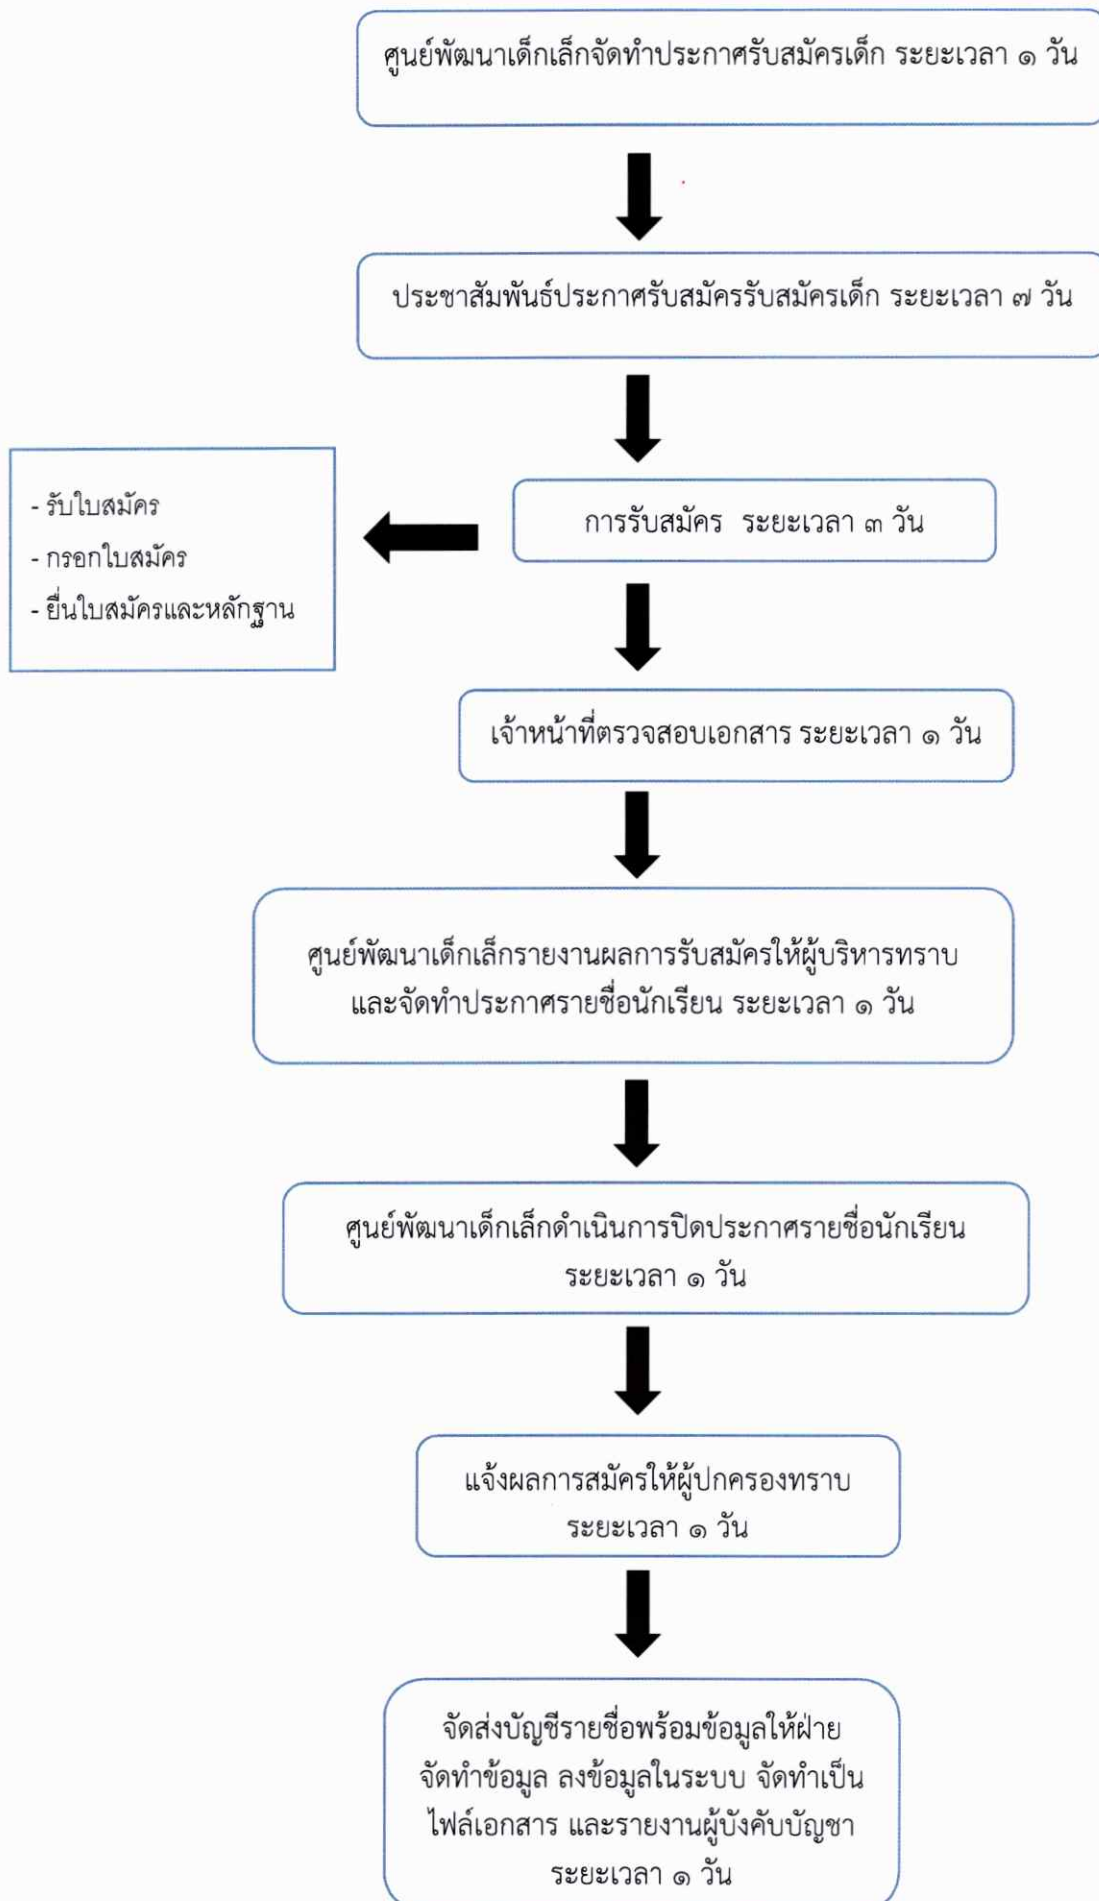 ศูนย์พัฒนาเด็กเล็กจัดทำประกาศรับสมัครเด็ก ระยะเวลา ๑ วัน
ประชาสัมพันธ์ประกาศรับสมัครรับสมัครเด็ก ระยะเวลา ๗ วัน
การรับสมัคร ระยะเวลา ๓ วัน
- รับใบสมัคร
- กรอกใบสมัคร
- ยื่นใบสมัครและหลักฐาน
เจ้าหน้าที่ตรวจสอบเอกสาร ระยะเวลา ๑ วัน
ศูนย์พัฒนาเด็กเล็กรายงานผลการรับสมัครให้ผู้บริหารทราบ
และจัดทำประกาศรายชื่อนักเรียน ระยะเวลา ๑ วัน
ศูนย์พัฒนาเด็กเล็กดำเนินการปิดประกาศรายชื่อนักเรียน
ระยะเวลา ๑ วัน
แจ้งผลการสมัครให้ผู้ปกครองทราบ
ระยะเวลา ๑ วัน
จัดส่งบัญชีรายชื่อพร้อมข้อมูลให้ฝ่าย
จัดทำข้อมูล ลงข้อมูลในระบบ จัดทำเป็น
ไฟล์เอกสาร และรายงานผู้บังคับบัญชา
ระยะเวลา ๑ วัน